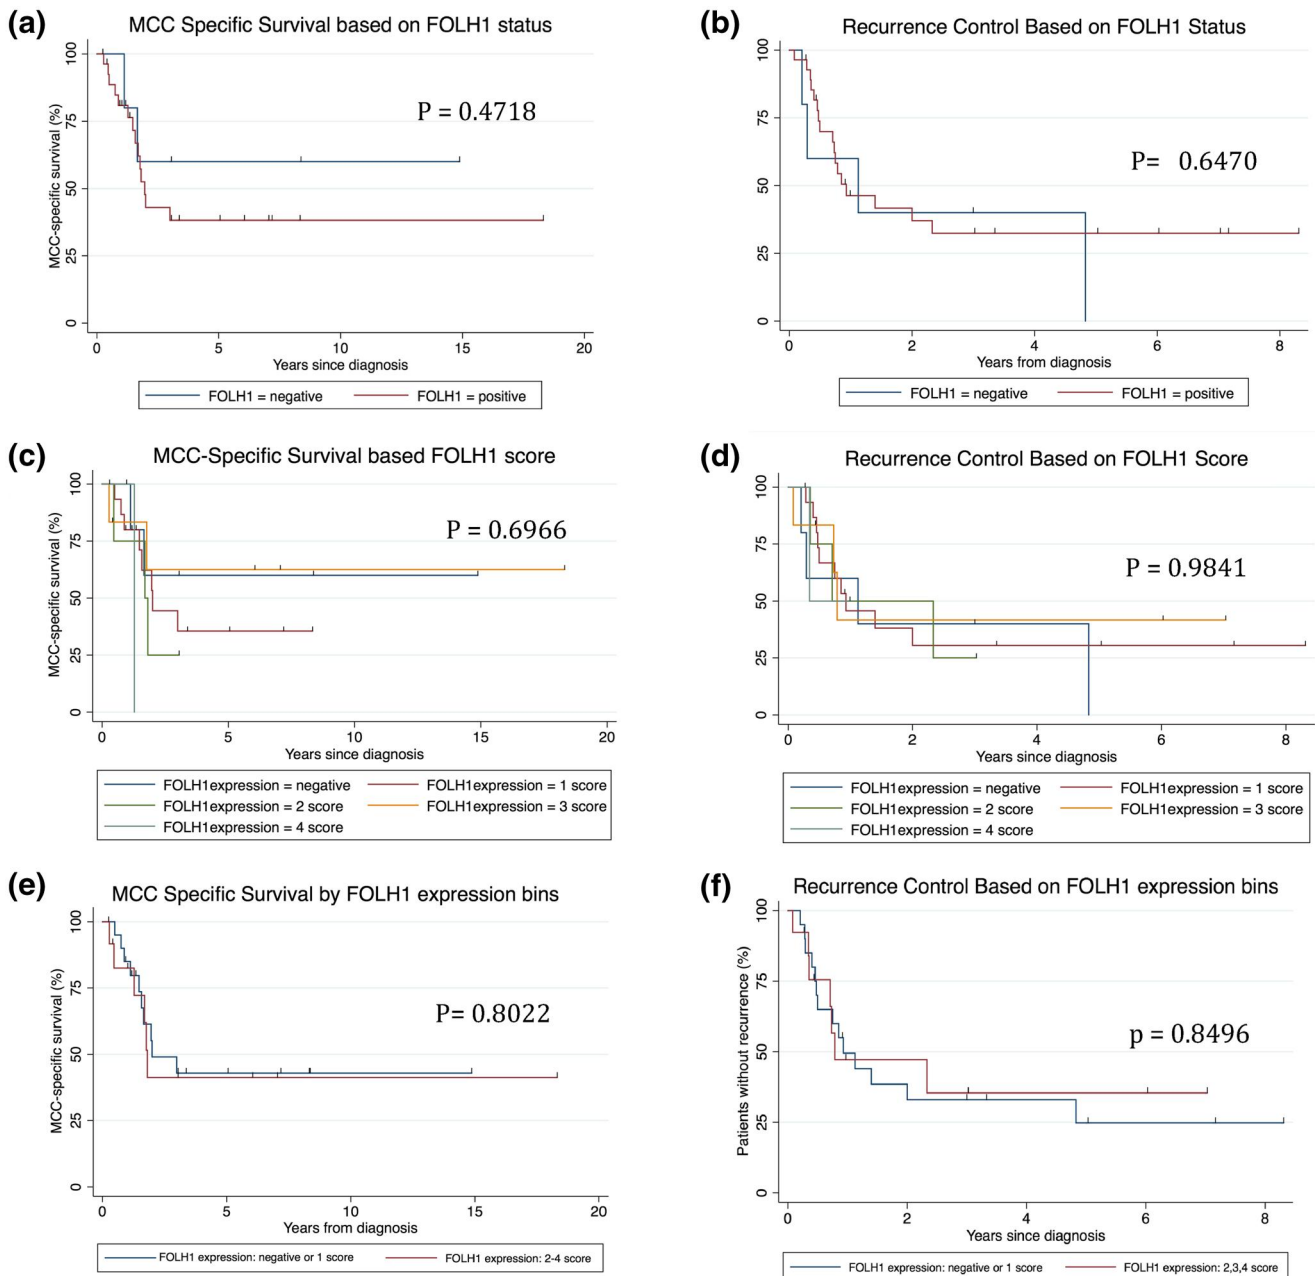 (a)
MCC Specific Survival based on FOLH1 status
MCC-specific survival (%)
100
75
50
25
0
P = 0.4718
0 5 10 15 20
Years since diagnosis
FOLH1 = negative FOLH1 = positive
(b)
Recurrence Control Based on FOLH1 Status
100
75
50
25
0
P= 0.6470
0 2 4 6 8
Years from diagnosis
FOLH1 = negative FOLH1 = positive
(c)
MCC-Specific Survival based FOLH1 score
MCC-specific survival (%)
100
75
50
25
0
P = 0.6966
0 5 10 15 20
Years since diagnosis
FOLH1expression = negative FOLH1expression = 1 score
FOLH1expression = 2 score FOLH1expression = 3 score
FOLH1expression = 4 score
(d)
Recurrence Control Based on FOLH1 Score
100
75
50
25
0
P = 0.9841
0 2 4 6 8
Years since diagnosis
FOLH1expression = negative FOLH1expression = 1 score
FOLH1expression = 2 score FOLH1expression = 3 score
FOLH1expression = 4 score
(e)
MCC Specific Survival by FOLH1 expression bins
MCC-specific survival (%)
100
75
50
25
0
P= 0.8022
0 5 10 15 20
Years from diagnosis
FOLH1 expression: negative or 1 score FOLH1 expression: 2-4 score
(f)
Recurrence Control Based on FOLH1 expression bins
Patients without recurrence (%)
100
75
50
25
0
p = 0.8496
0 2 4 6 8
Years since diagnosis
FOLH1 expression: negative or 1 score FOLH1 expression: 2,3,4 score